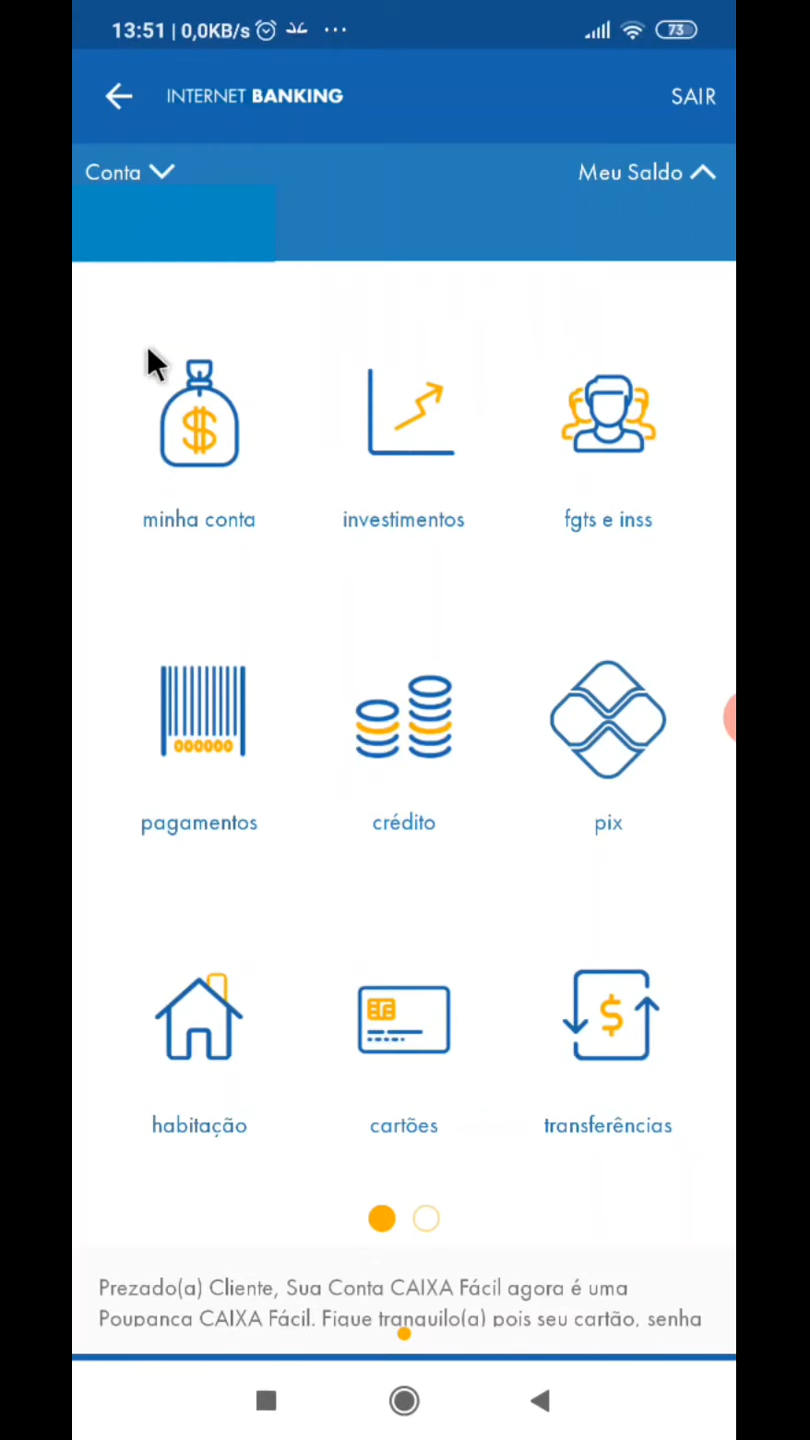 13:51 | 0,0KB/s ... 73
INTERNET BANKING SAIR
Conta Meu Saldo
minha conta investimentos fgts e inss
000000
pagamentos crédito pix
habitação cartões transferências
Prezado(a) Cliente, Sua Conta CAIXA Fácil agora é uma
Poupança CAIXA Fácil. Fique tranquilo(a) pois seu cartão, senha